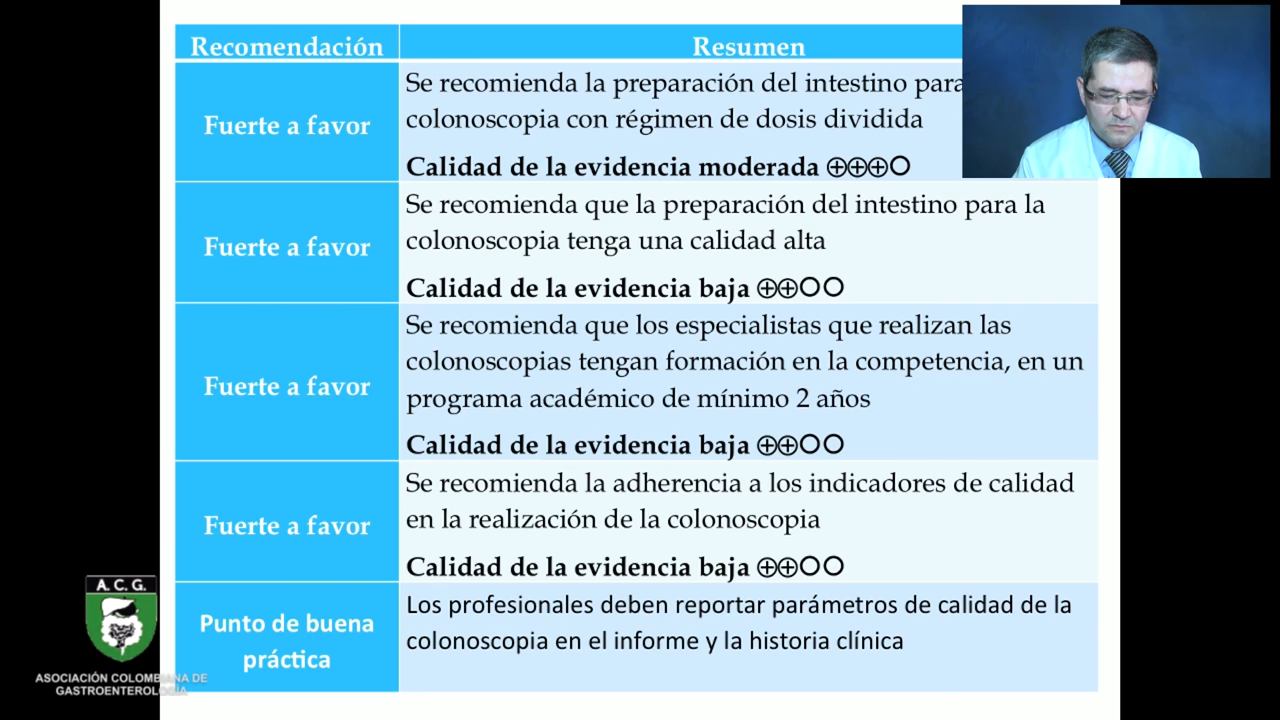 Recomendación
Resumen
Fuerte a favor
Se recomienda la preparación del intestino para
colonoscopia con régimen de dosis dividida
Calidad de la evidencia moderada ⊕⊕⊕○
Fuerte a favor
Se recomienda que la preparación del intestino para la
colonoscopia tenga una calidad alta
Calidad de la evidencia baja ⊕⊕○○
Fuerte a favor
Se recomienda que los especialistas que realizan las
colonoscopias tengan formación en la competencia, en un
programa académico de mínimo 2 años
Calidad de la evidencia baja ⊕⊕○○
Fuerte a favor
Se recomienda la adherencia a los indicadores de calidad
en la realización de la colonoscopia
Calidad de la evidencia baja ⊕⊕○○
Punto de buena
práctica
Los profesionales deben reportar parámetros de calidad de la
colonoscopia en el informe y la historia clínica
A. C. G.
ASOCIACIÓN COLOMBIANA DE
GASTROENTEROLOGÍA